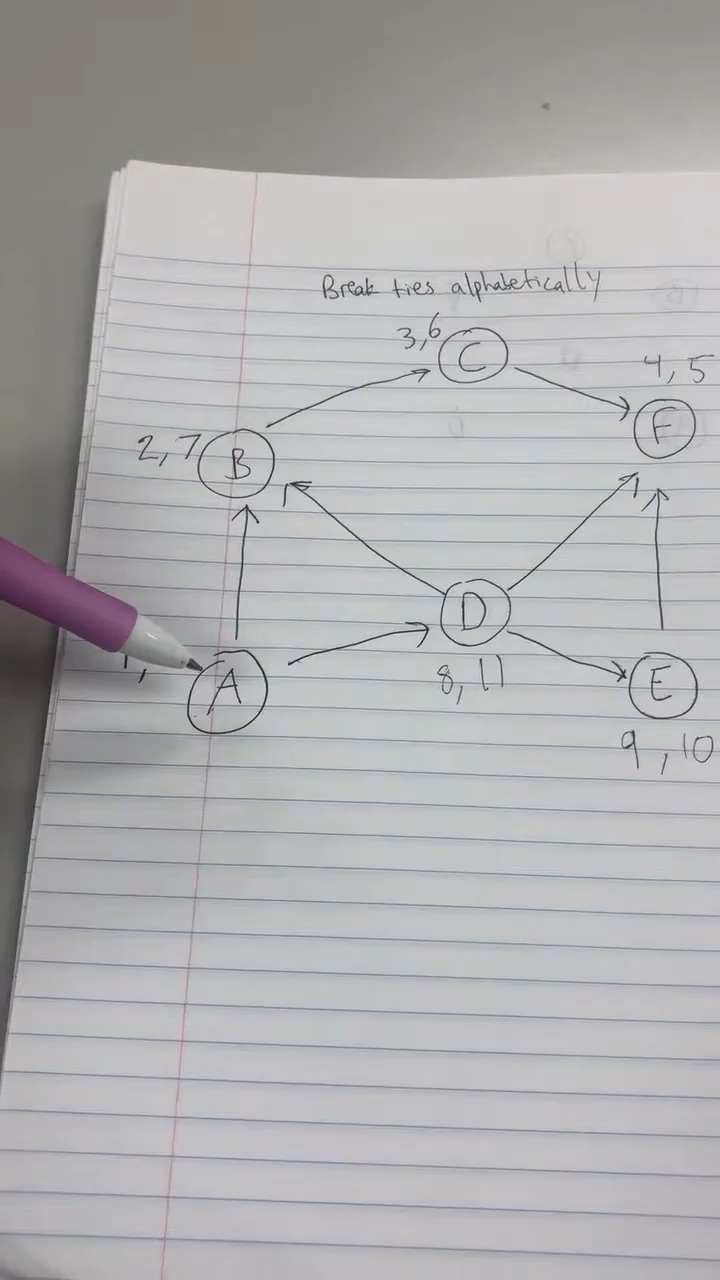 Break ties alphabetically
3,6 C
4,5
F
2,7 B
D
1, A
8,11
E
9,10